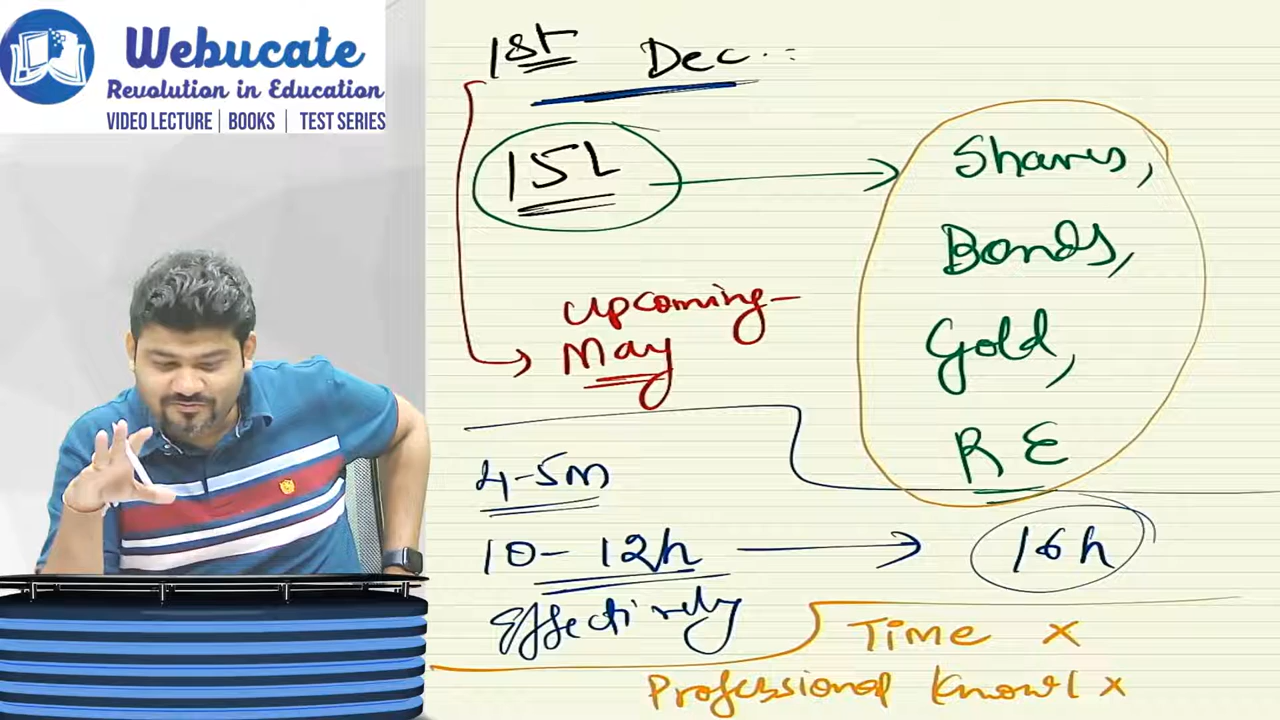 Webucate
Revolution in Education
VIDEO LECTURE | BOOKS | TEST SERIES
1st Dec
15L
Shares,
Bonds,
Gold,
RE
upcoming
May
4-5m
10-12h
16h
Effectively
Time x
Professional Knowl x